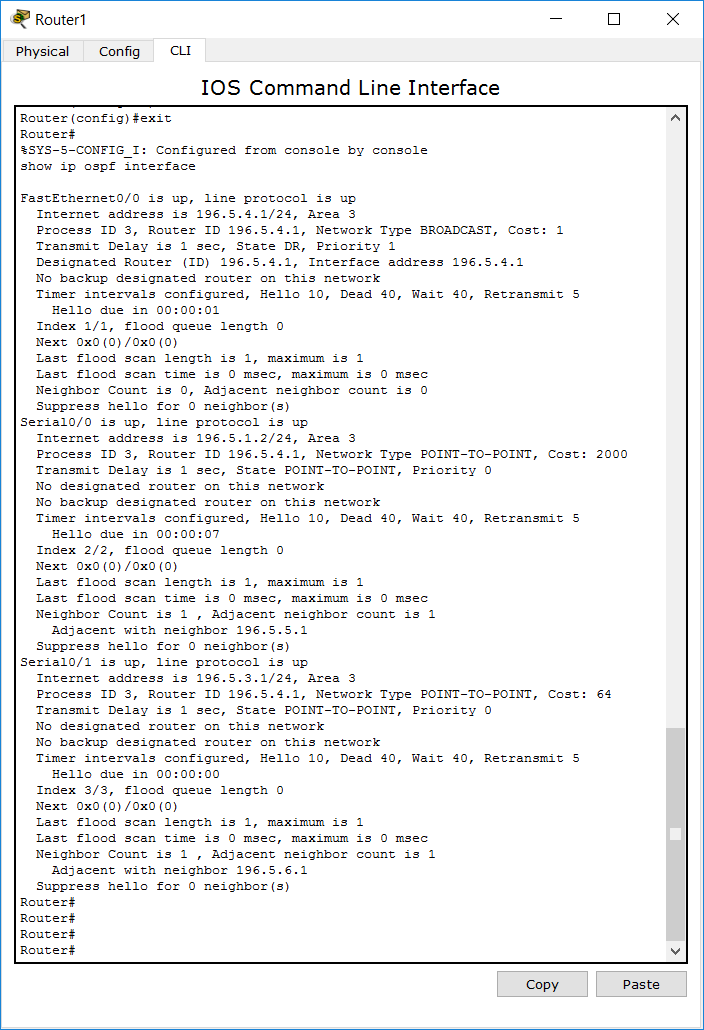 Router1
Physical Config CLI
IOS Command Line Interface
Router(config)#exit
Router#
%SYS-5-CONFIG_I: Configured from console by console
show ip ospf interface

FastEthernet0/0 is up, line protocol is up
  Internet address is 196.5.4.1/24, Area 3
  Process ID 3, Router ID 196.5.4.1, Network Type BROADCAST, Cost: 1
  Transmit Delay is 1 sec, State DR, Priority 1
  Designated Router (ID) 196.5.4.1, Interface address 196.5.4.1
  No backup designated router on this network
  Timer intervals configured, Hello 10, Dead 40, Wait 40, Retransmit 5
    Hello due in 00:00:01
  Index 1/1, flood queue length 0
  Next 0x0(0)/0x0(0)
  Last flood scan length is 1, maximum is 1
  Last flood scan time is 0 msec, maximum is 0 msec
  Neighbor Count is 0, Adjacent neighbor count is 0
  Suppress hello for 0 neighbor(s)
Serial0/0 is up, line protocol is up
  Internet address is 196.5.1.2/24, Area 3
  Process ID 3, Router ID 196.5.4.1, Network Type POINT-TO-POINT, Cost: 2000
  Transmit Delay is 1 sec, State POINT-TO-POINT, Priority 0
  No designated router on this network
  No backup designated router on this network
  Timer intervals configured, Hello 10, Dead 40, Wait 40, Retransmit 5
    Hello due in 00:00:07
  Index 2/2, flood queue length 0
  Next 0x0(0)/0x0(0)
  Last flood scan length is 1, maximum is 1
  Last flood scan time is 0 msec, maximum is 0 msec
  Neighbor Count is 1 , Adjacent neighbor count is 1
    Adjacent with neighbor 196.5.5.1
  Suppress hello for 0 neighbor(s)
Serial0/1 is up, line protocol is up
  Internet address is 196.5.3.1/24, Area 3
  Process ID 3, Router ID 196.5.4.1, Network Type POINT-TO-POINT, Cost: 64
  Transmit Delay is 1 sec, State POINT-TO-POINT, Priority 0
  No designated router on this network
  No backup designated router on this network
  Timer intervals configured, Hello 10, Dead 40, Wait 40, Retransmit 5
    Hello due in 00:00:00
  Index 3/3, flood queue length 0
  Next 0x0(0)/0x0(0)
  Last flood scan length is 1, maximum is 1
  Last flood scan time is 0 msec, maximum is 0 msec
  Neighbor Count is 1 , Adjacent neighbor count is 1
    Adjacent with neighbor 196.5.6.1
  Suppress hello for 0 neighbor(s)
Router#
Router#
Router#
Router#
Copy Paste